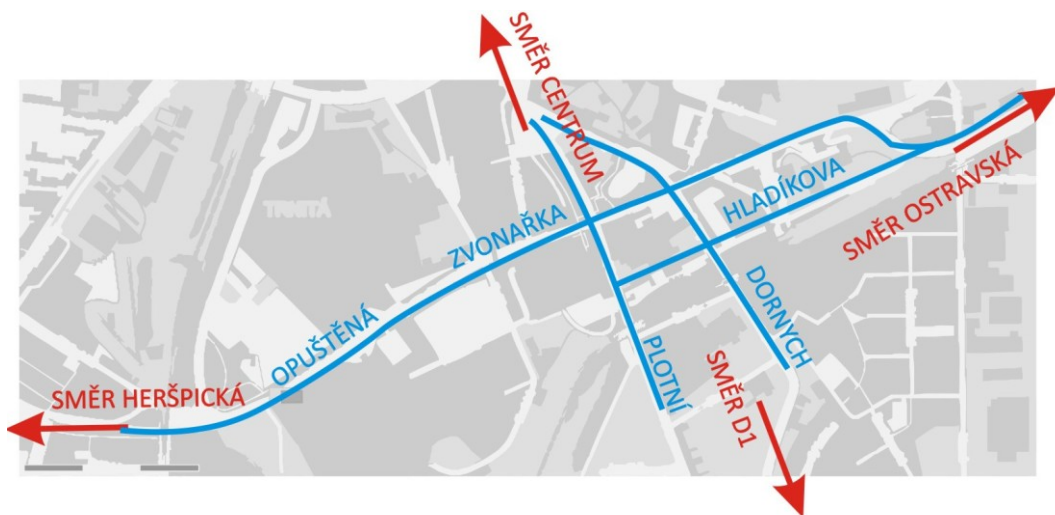 SMĚR CENTRUM
SMĚR OSTRAVSKÁ
HLADÍKOVA
TRNITÁ
ZVONAŘKA
OPUŠTĚNÁ
DORNYCH
PLOTNÍ
SMĚR D1
SMĚR HERŠPICKÁ